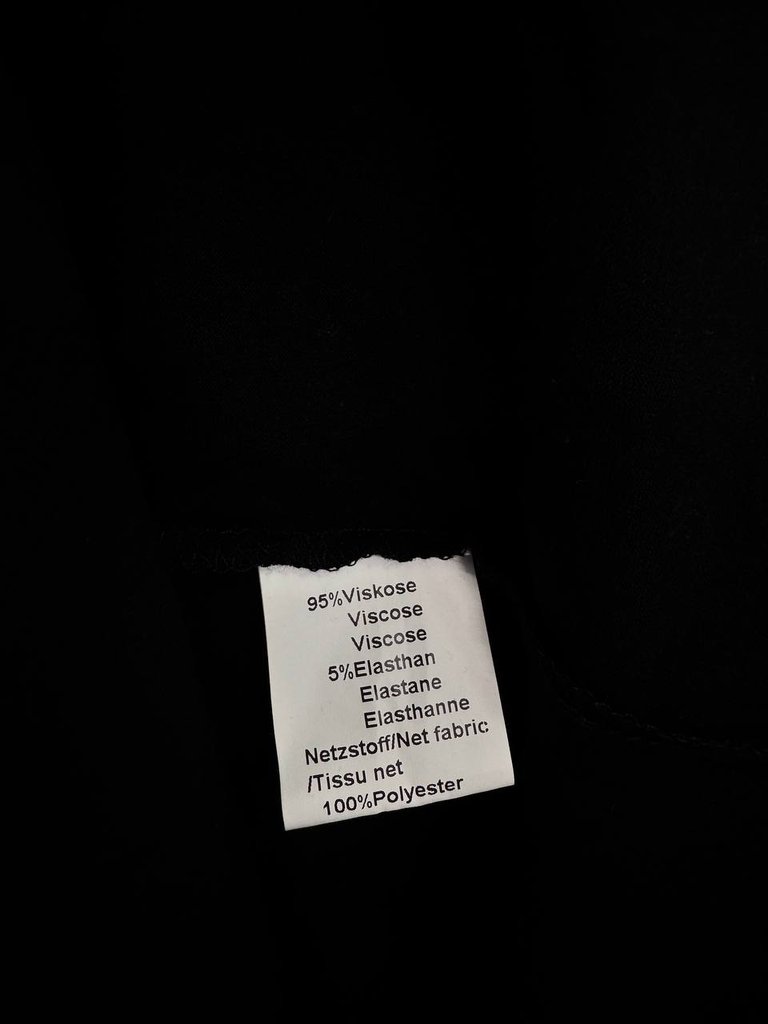 95%Viskose
Viscose
Viscose
5%Elasthan
Elastane
Elasthanne
Netzstoff/Net fabric
/Tissu net
100%Polyester